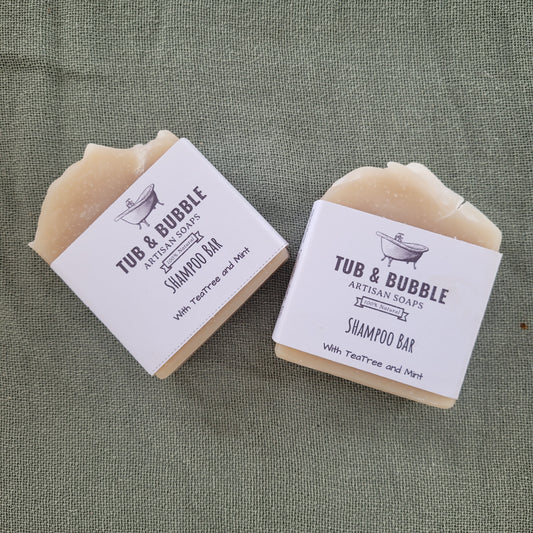 TUB & BUBBLE
ARTISAN SOAPS
100% Natural
SHAMPOO BAR
With TeaTree and Mint
TUB & BUBBLE
ARTISAN SOAPS
100% Natural
SHAMPOO BAR
With TeaTree and Mint